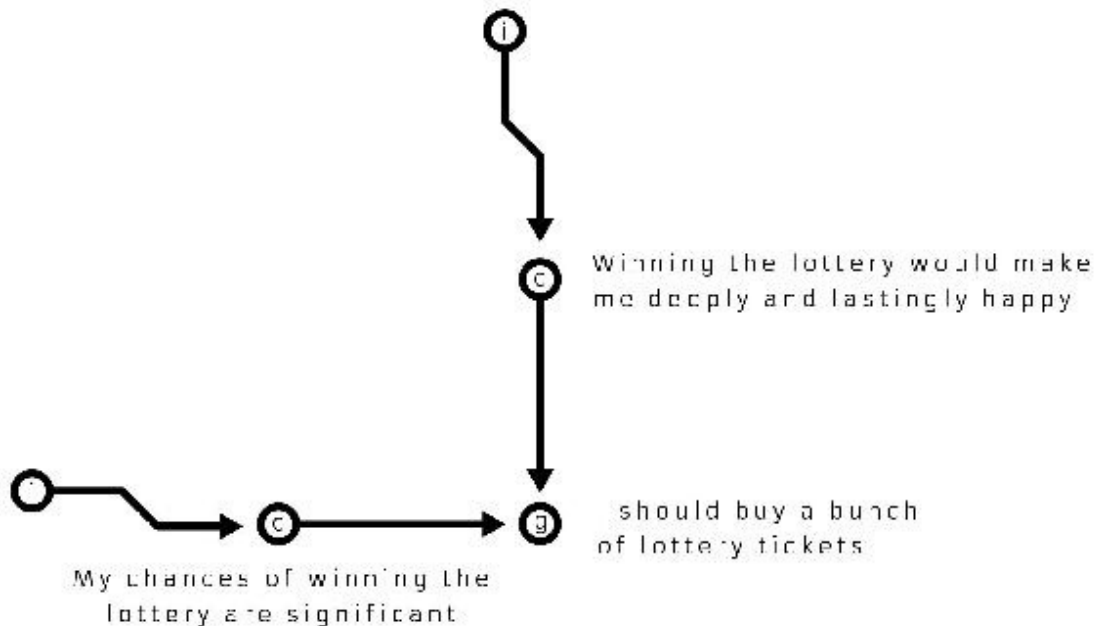 i
c
Winning the lottery would make
me deeply and lastingly happy
c
g
should buy a bunch
of lottery tickets
My chances of winning the
lottery are significant